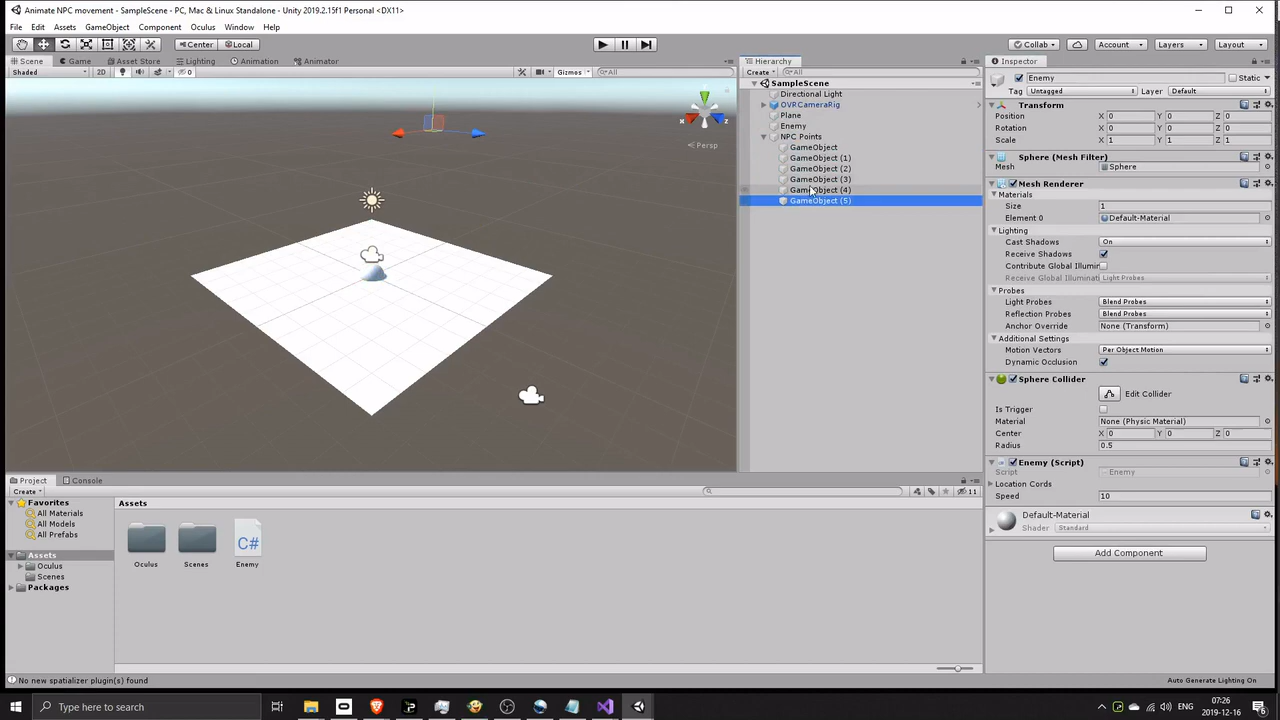 Animate NPC movement - SampleScene - PC, Mac & Linux Standalone - Unity 2019.2.15f1 Personal <DX11>
File Edit Assets GameObject Component Oculus Window Help
Center Local Collab Account Layers Layout
Scene Game Asset Store Lighting Animation Animator
Shaded 2D 0 Gizmos All
Persp
Hierarchy
Create All
SampleScene
Directional Light
OVRCameraRig
Plane
Enemy
NPC Points
GameObject
GameObject (1)
GameObject (2)
GameObject (3)
GameObject (4)
GameObject (5)
Inspector
Enemy Static
Tag Untagged Layer Default
Transform
Position X 0 Y 0 Z 0
Rotation X 0 Y 0 Z 0
Scale X 1 Y 1 Z 1
Sphere (Mesh Filter)
Mesh Sphere
Mesh Renderer
Materials
Size 1
Element 0 Default-Material
Lighting
Cast Shadows On
Receive Shadows
Contribute Global Illumin
Receive Global Illuminati Light Probes
Probes
Light Probes Blend Probes
Reflection Probes Blend Probes
Anchor Override None (Transform)
Additional Settings
Motion Vectors Per Object Motion
Dynamic Occlusion
Sphere Collider
Edit Collider
Is Trigger
Material None (Physic Material)
Center X 0 Y 0 Z 0
Radius 0.5
Enemy (Script)
Script Enemy
Location Cords
Speed 10
Default-Material
Shader Standard
Add Component
Project Console
Create 11
Favorites
All Materials
All Models
All Prefabs
Assets
Oculus
Scenes
Packages
Assets
C#
Oculus Scenes Enemy
No new spatializer plugin(s) found
Auto Generate Lighting On
Type here to search
ENG
07:26
2019-12-16